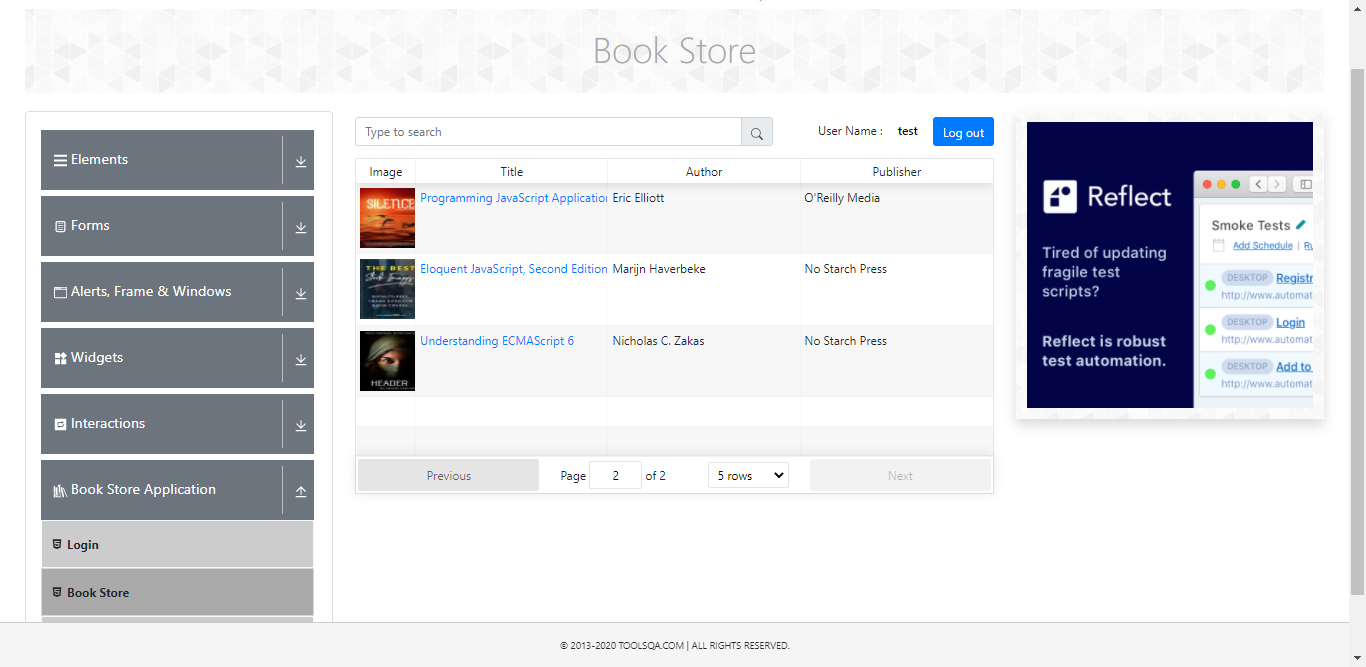 Book Store
Elements
Forms
Alerts, Frame & Windows
Widgets
Interactions
Book Store Application
Login
Book Store
Type to search
User Name : test Log out
Image Title Author Publisher
SILENCE Programming JavaScript Applicatio Eric Elliott O'Reilly Media
THE BEST Eloquent JavaScript, Second Edition Marijn Haverbeke No Starch Press
HEADER Understanding ECMAScript 6 Nicholas C. Zakas No Starch Press
Previous Page 2 of 2 5 rows Next
Reflect
Tired of updating
fragile test
scripts?
Reflect is robust
test automation.
Smoke Tests
Add Schedule | Ru
DESKTOP Registr
http://www.automat
DESKTOP Login
http://www.automat
DESKTOP Add to
http://www.automat
© 2013-2020 TOOLSQA.COM | ALL RIGHTS RESERVED.